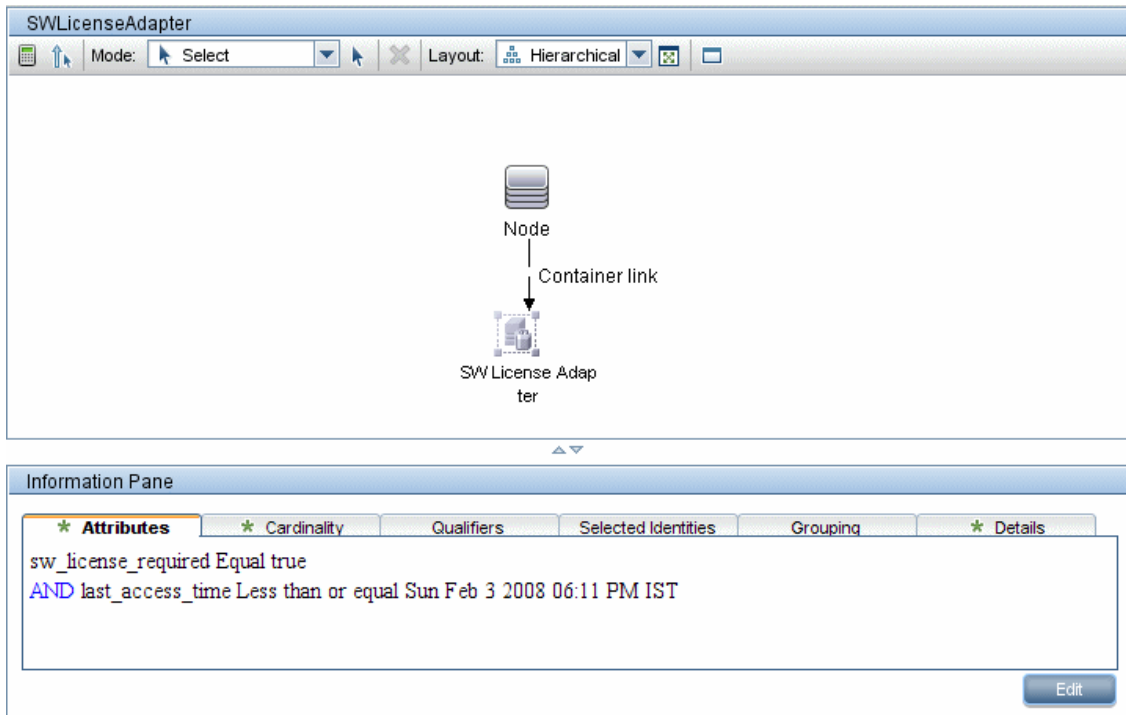 SWLicenseAdapter
Mode: Select Layout: Hierarchical
Node
Container link
SW License Adap
ter
Information Pane
* Attributes * Cardinality Qualifiers Selected Identities Grouping * Details
sw_license_required Equal true
AND last_access_time Less than or equal Sun Feb 3 2008 06:11 PM IST
Edit